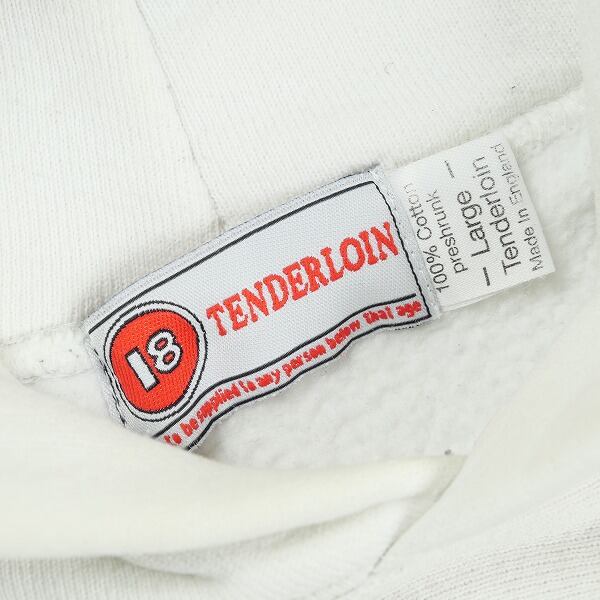 TENDERLOIN
18
to be supplied to any person below that age
100% Cotton
preshrunk
— Large —
Tenderloin
Made In England